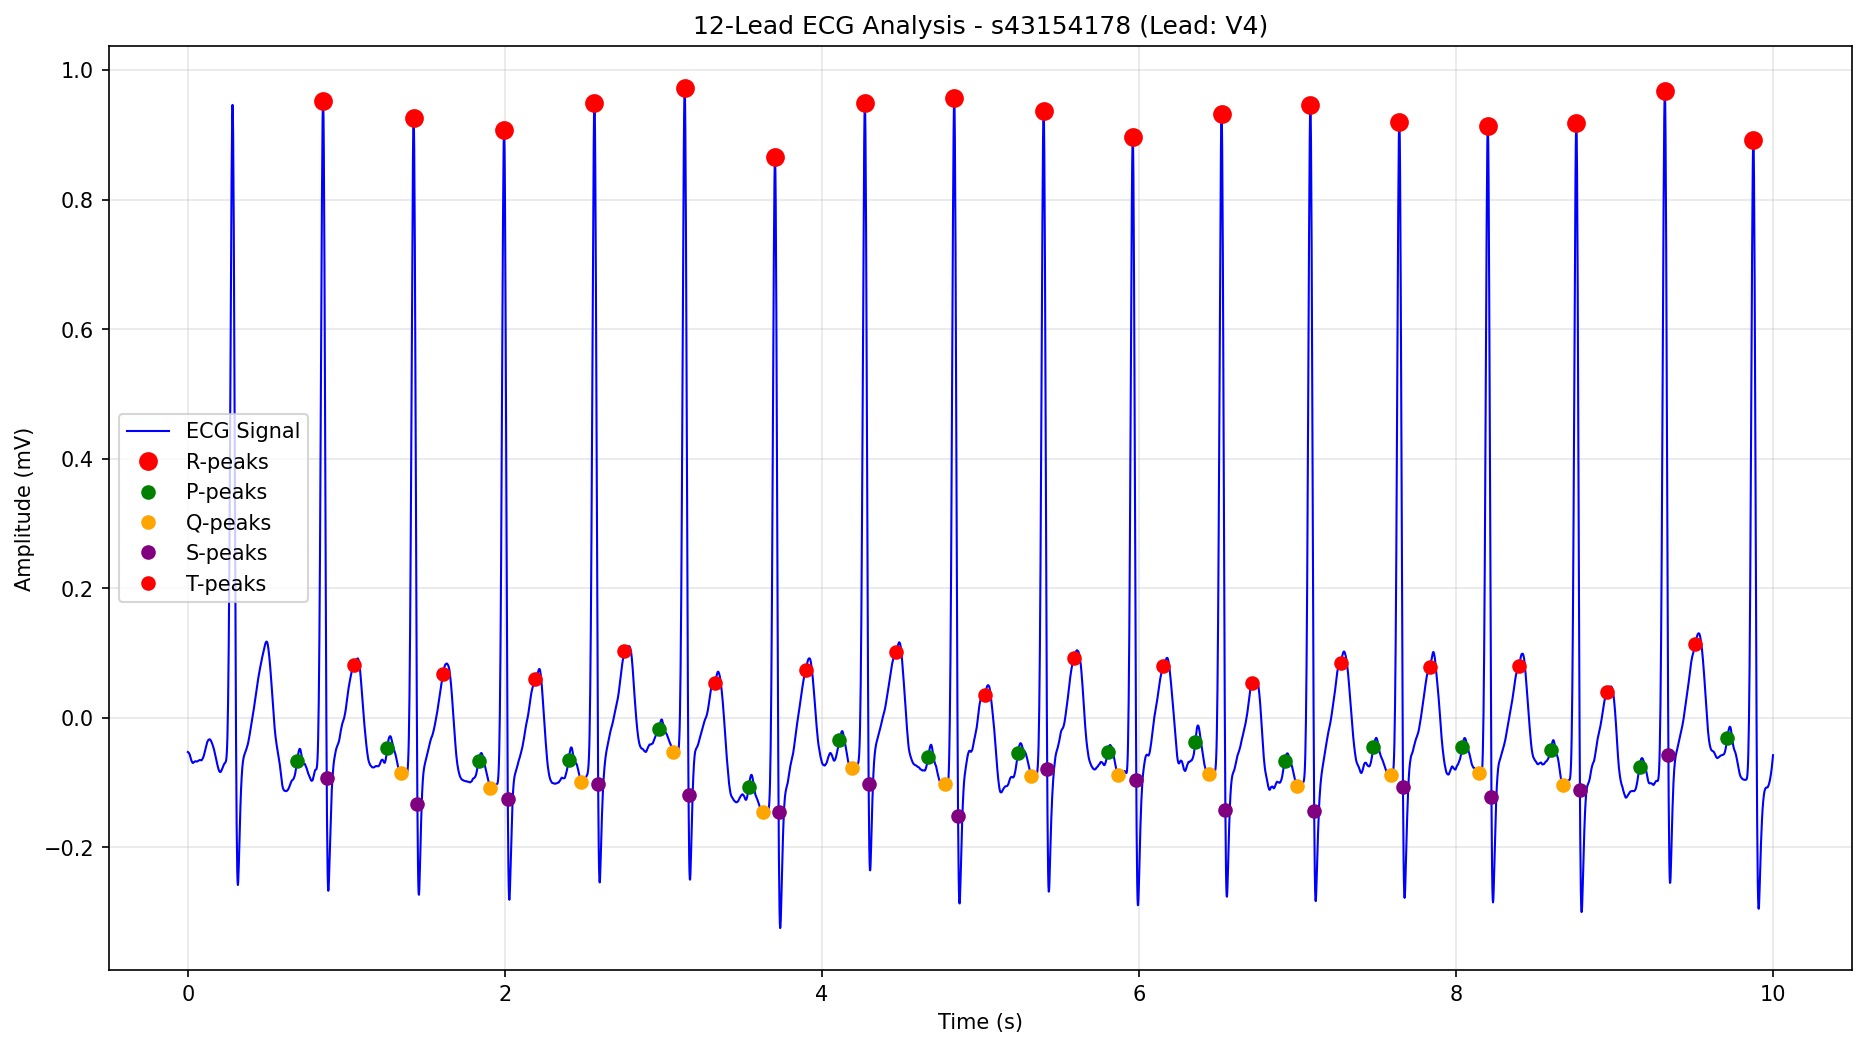 12-Lead ECG Analysis - s43154178 (Lead: V4)
1.0
0.8
0.6
0.4
0.2
0.0
−0.2
Amplitude (mV)
ECG Signal
R-peaks
P-peaks
Q-peaks
S-peaks
T-peaks
0 2 4 6 8 10
Time (s)